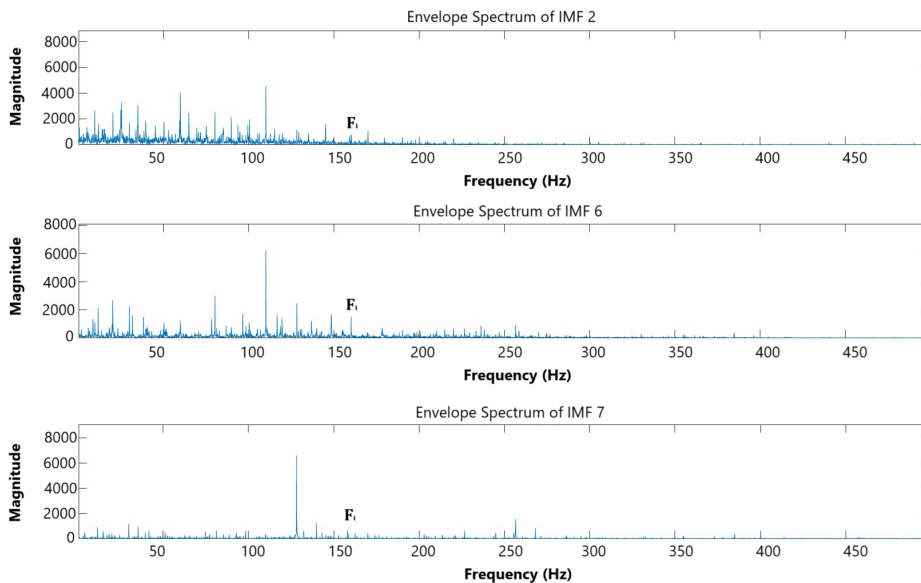 Envelope Spectrum of IMF 2
Magnitude
8000
6000
4000
2000
0
F₁
50 100 150 200 250 300 350 400 450
Frequency (Hz)
Envelope Spectrum of IMF 6
Magnitude
8000
6000
4000
2000
0
F₁
50 100 150 200 250 300 350 400 450
Frequency (Hz)
Envelope Spectrum of IMF 7
Magnitude
8000
6000
4000
2000
0
F₁
50 100 150 200 250 300 350 400 450
Frequency (Hz)